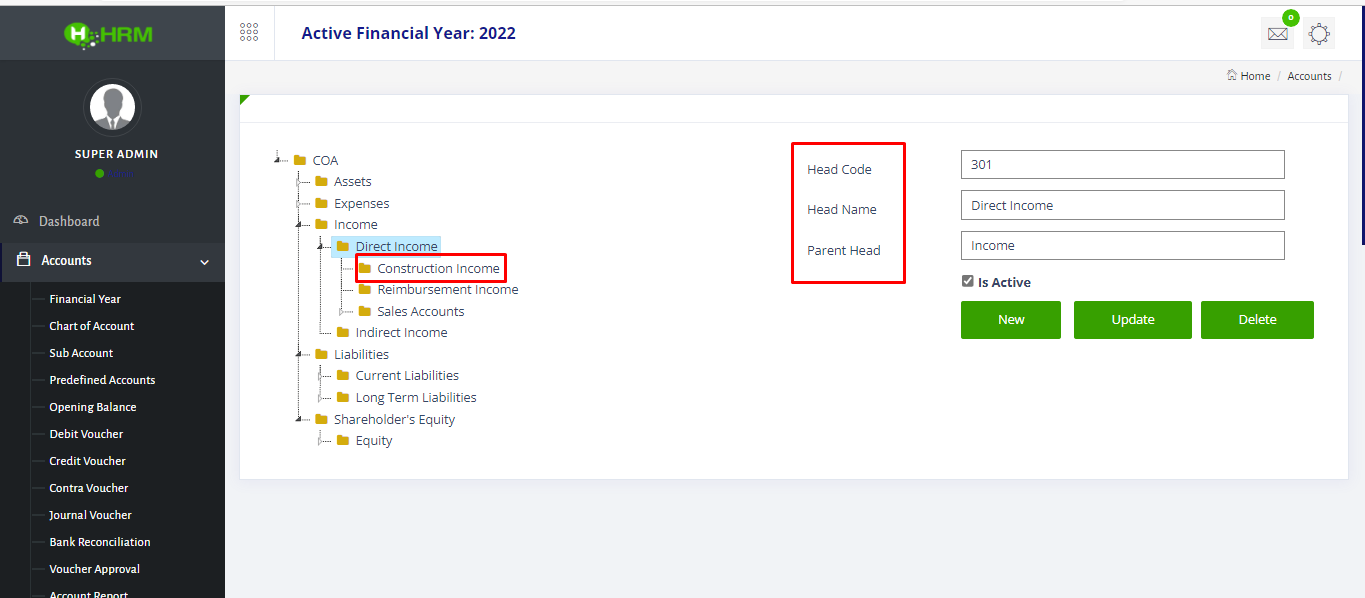 HRM
Active Financial Year: 2022
0
Home / Accounts /
SUPER ADMIN
Dashboard
Accounts
Financial Year
Chart of Account
Sub Account
Predefined Accounts
Opening Balance
Debit Voucher
Credit Voucher
Contra Voucher
Journal Voucher
Bank Reconciliation
Voucher Approval
Account Report
COA
Assets
Expenses
Income
Direct Income
Construction Income
Reimbursement Income
Sales Accounts
Indirect Income
Liabilities
Current Liabilities
Long Term Liabilities
Shareholder's Equity
Equity
Head Code 301
Head Name Direct Income
Parent Head Income
Is Active
New Update Delete